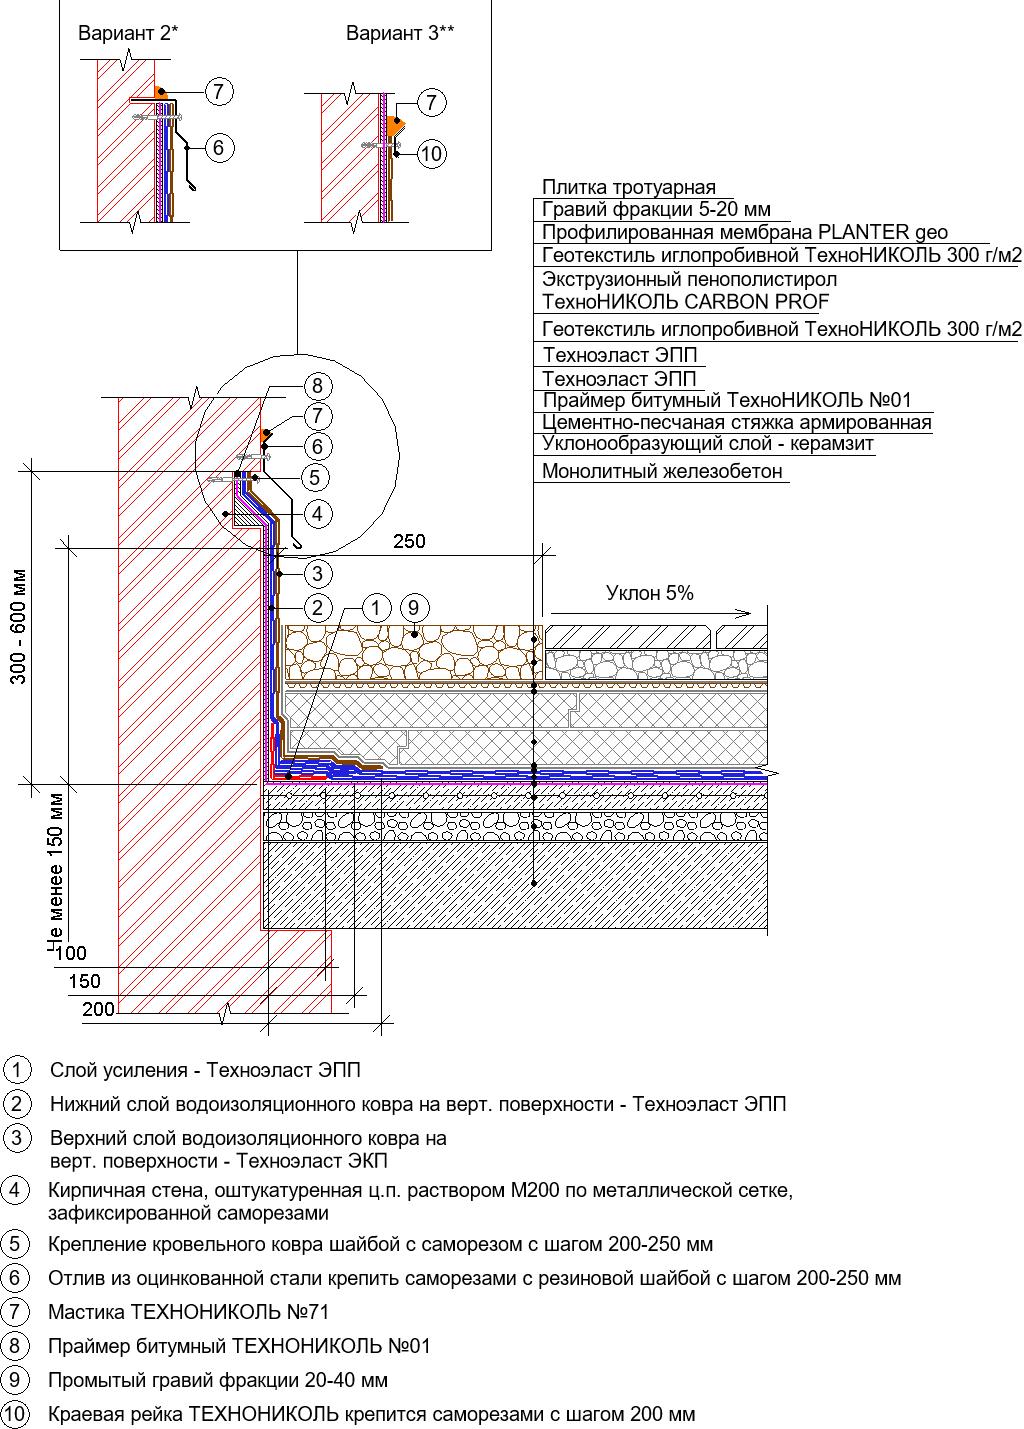 Вариант 2*
Вариант 3**
7
6
7
10
Плитка тротуарная
Гравий фракции 5-20 мм
Профилированная мембрана PLANTER geo
Геотекстиль иглопробивной ТехноНИКОЛЬ 300 г/м2
Экструзионный пенополистирол
ТехноНИКОЛЬ CARBON PROF
Геотекстиль иглопробивной ТехноНИКОЛЬ 300 г/м2
Техноэласт ЭПП
Техноэласт ЭПП
Праймер битумный ТехноНИКОЛЬ №01
Цементно-песчаная стяжка армированная
Уклонообразующий слой - керамзит
Монолитный железобетон
8
7
6
5
4
250
3
2
1
9
Уклон 5%
300 - 600 мм
Не менее 150 мм
100
150
200
1 Слой усиления - Техноэласт ЭПП
2 Нижний слой водоизоляционного ковра на верт. поверхности - Техноэласт ЭПП
3 Верхний слой водоизоляционного ковра на
верт. поверхности - Техноэласт ЭКП
4 Кирпичная стена, оштукатуренная ц.п. раствором М200 по металлической сетке,
зафиксированной саморезами
5 Крепление кровельного ковра шайбой с саморезом с шагом 200-250 мм
6 Отлив из оцинкованной стали крепить саморезами с резиновой шайбой с шагом 200-250 мм
7 Мастика ТЕХНОНИКОЛЬ №71
8 Праймер битумный ТЕХНОНИКОЛЬ №01
9 Промытый гравий фракции 20-40 мм
10 Краевая рейка ТЕХНОНИКОЛЬ крепится саморезами с шагом 200 мм